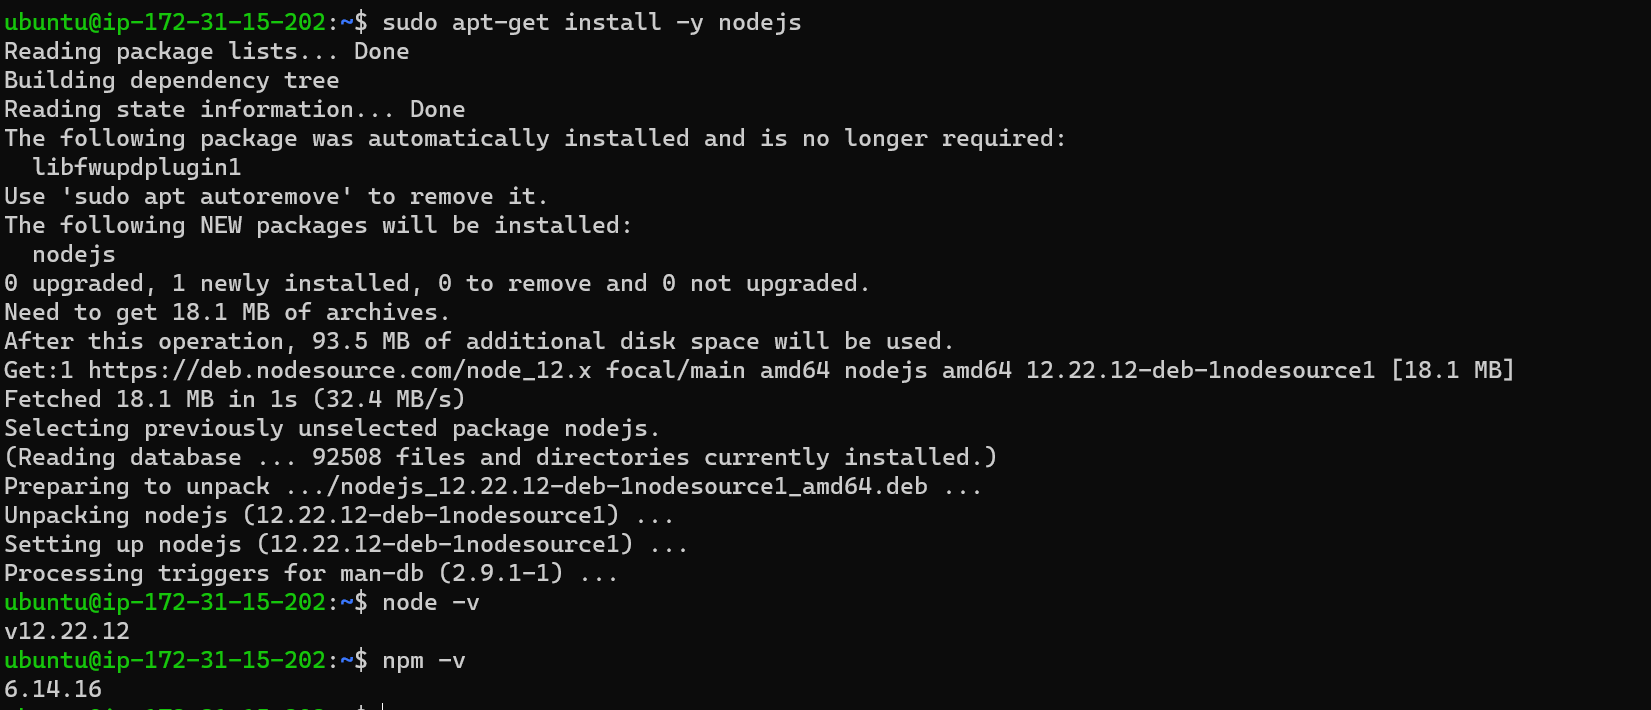 ubuntu@ip-172-31-15-202:~$ sudo apt-get install -y nodejs
Reading package lists... Done
Building dependency tree
Reading state information... Done
The following package was automatically installed and is no longer required:
  libfwupdplugin1
Use 'sudo apt autoremove' to remove it.
The following NEW packages will be installed:
  nodejs
0 upgraded, 1 newly installed, 0 to remove and 0 not upgraded.
Need to get 18.1 MB of archives.
After this operation, 93.5 MB of additional disk space will be used.
Get:1 https://deb.nodesource.com/node_12.x focal/main amd64 nodejs amd64 12.22.12-deb-1nodesource1 [18.1 MB]
Fetched 18.1 MB in 1s (32.4 MB/s)
Selecting previously unselected package nodejs.
(Reading database ... 92508 files and directories currently installed.)
Preparing to unpack .../nodejs_12.22.12-deb-1nodesource1_amd64.deb ...
Unpacking nodejs (12.22.12-deb-1nodesource1) ...
Setting up nodejs (12.22.12-deb-1nodesource1) ...
Processing triggers for man-db (2.9.1-1) ...
ubuntu@ip-172-31-15-202:~$ node -v
v12.22.12
ubuntu@ip-172-31-15-202:~$ npm -v
6.14.16